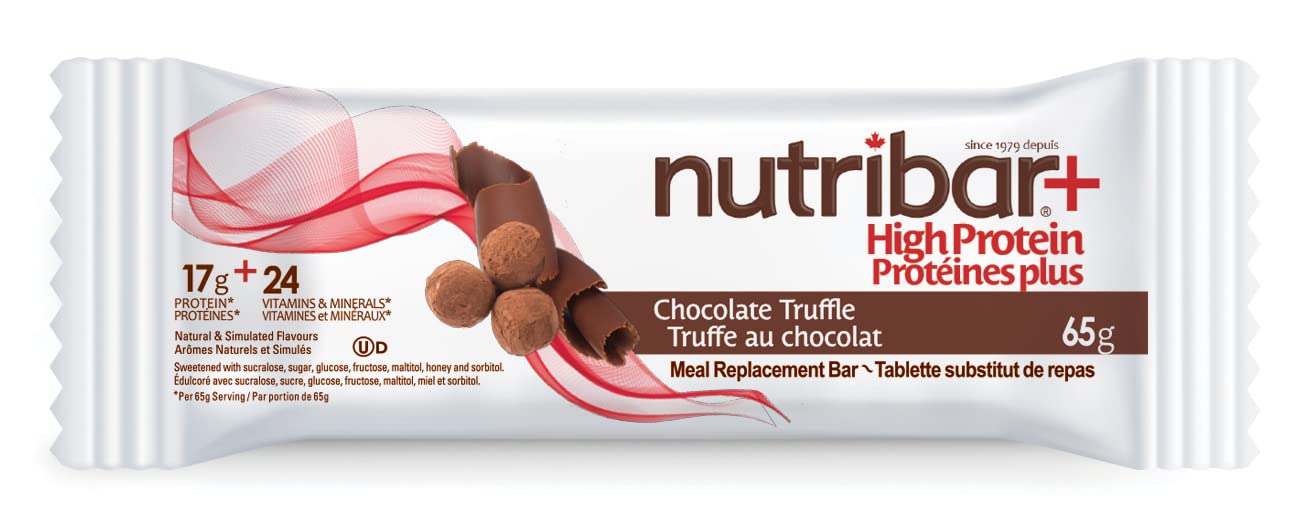 since 1979 depuis
nutribar+®
High Protein
Protéines plus
Chocolate Truffle
Truffe au chocolat
65g
Meal Replacement Bar ~ Tablette substitut de repas
17g + 24
PROTEIN* VITAMINS & MINERALS*
PROTÉINES* VITAMINES et MINÉRAUX*
Natural & Simulated Flavours
Arômes Naturels et Simulés
U D
Sweetened with sucralose, sugar, glucose, fructose, maltitol, honey and sorbitol.
Édulcoré avec sucralose, sucre, glucose, fructose, maltitol, miel et sorbitol.
*Per 65g Serving / Par portion de 65g